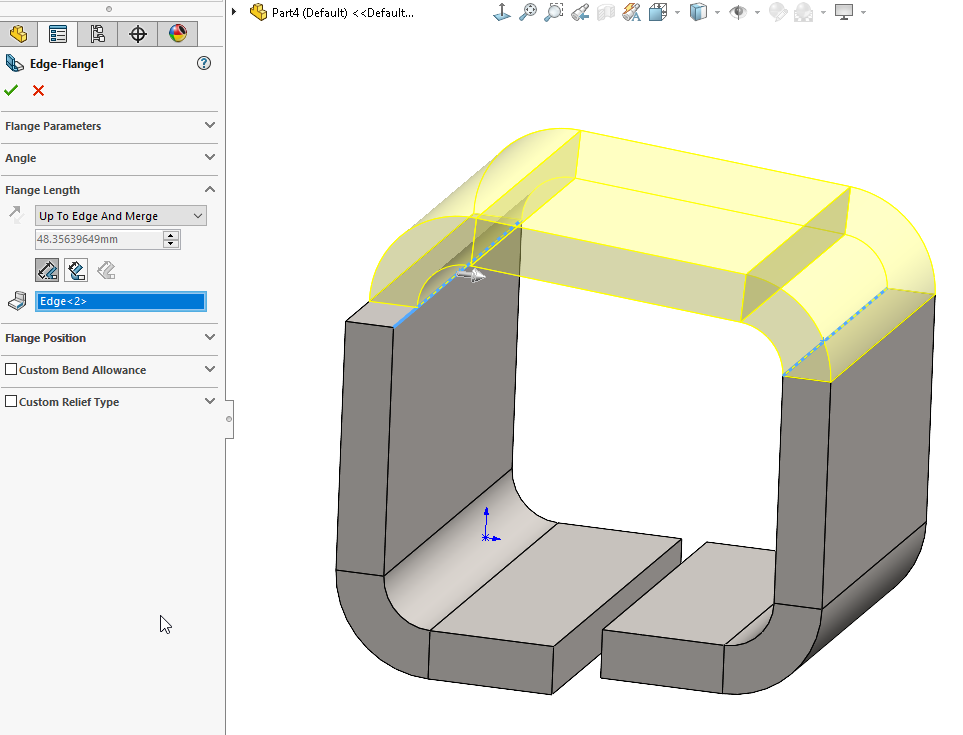 Part4 (Default) <<Default...
Edge-Flange1
Flange Parameters
Angle
Flange Length
Up To Edge And Merge
48.35639649mm
Edge<2>
Flange Position
Custom Bend Allowance
Custom Relief Type